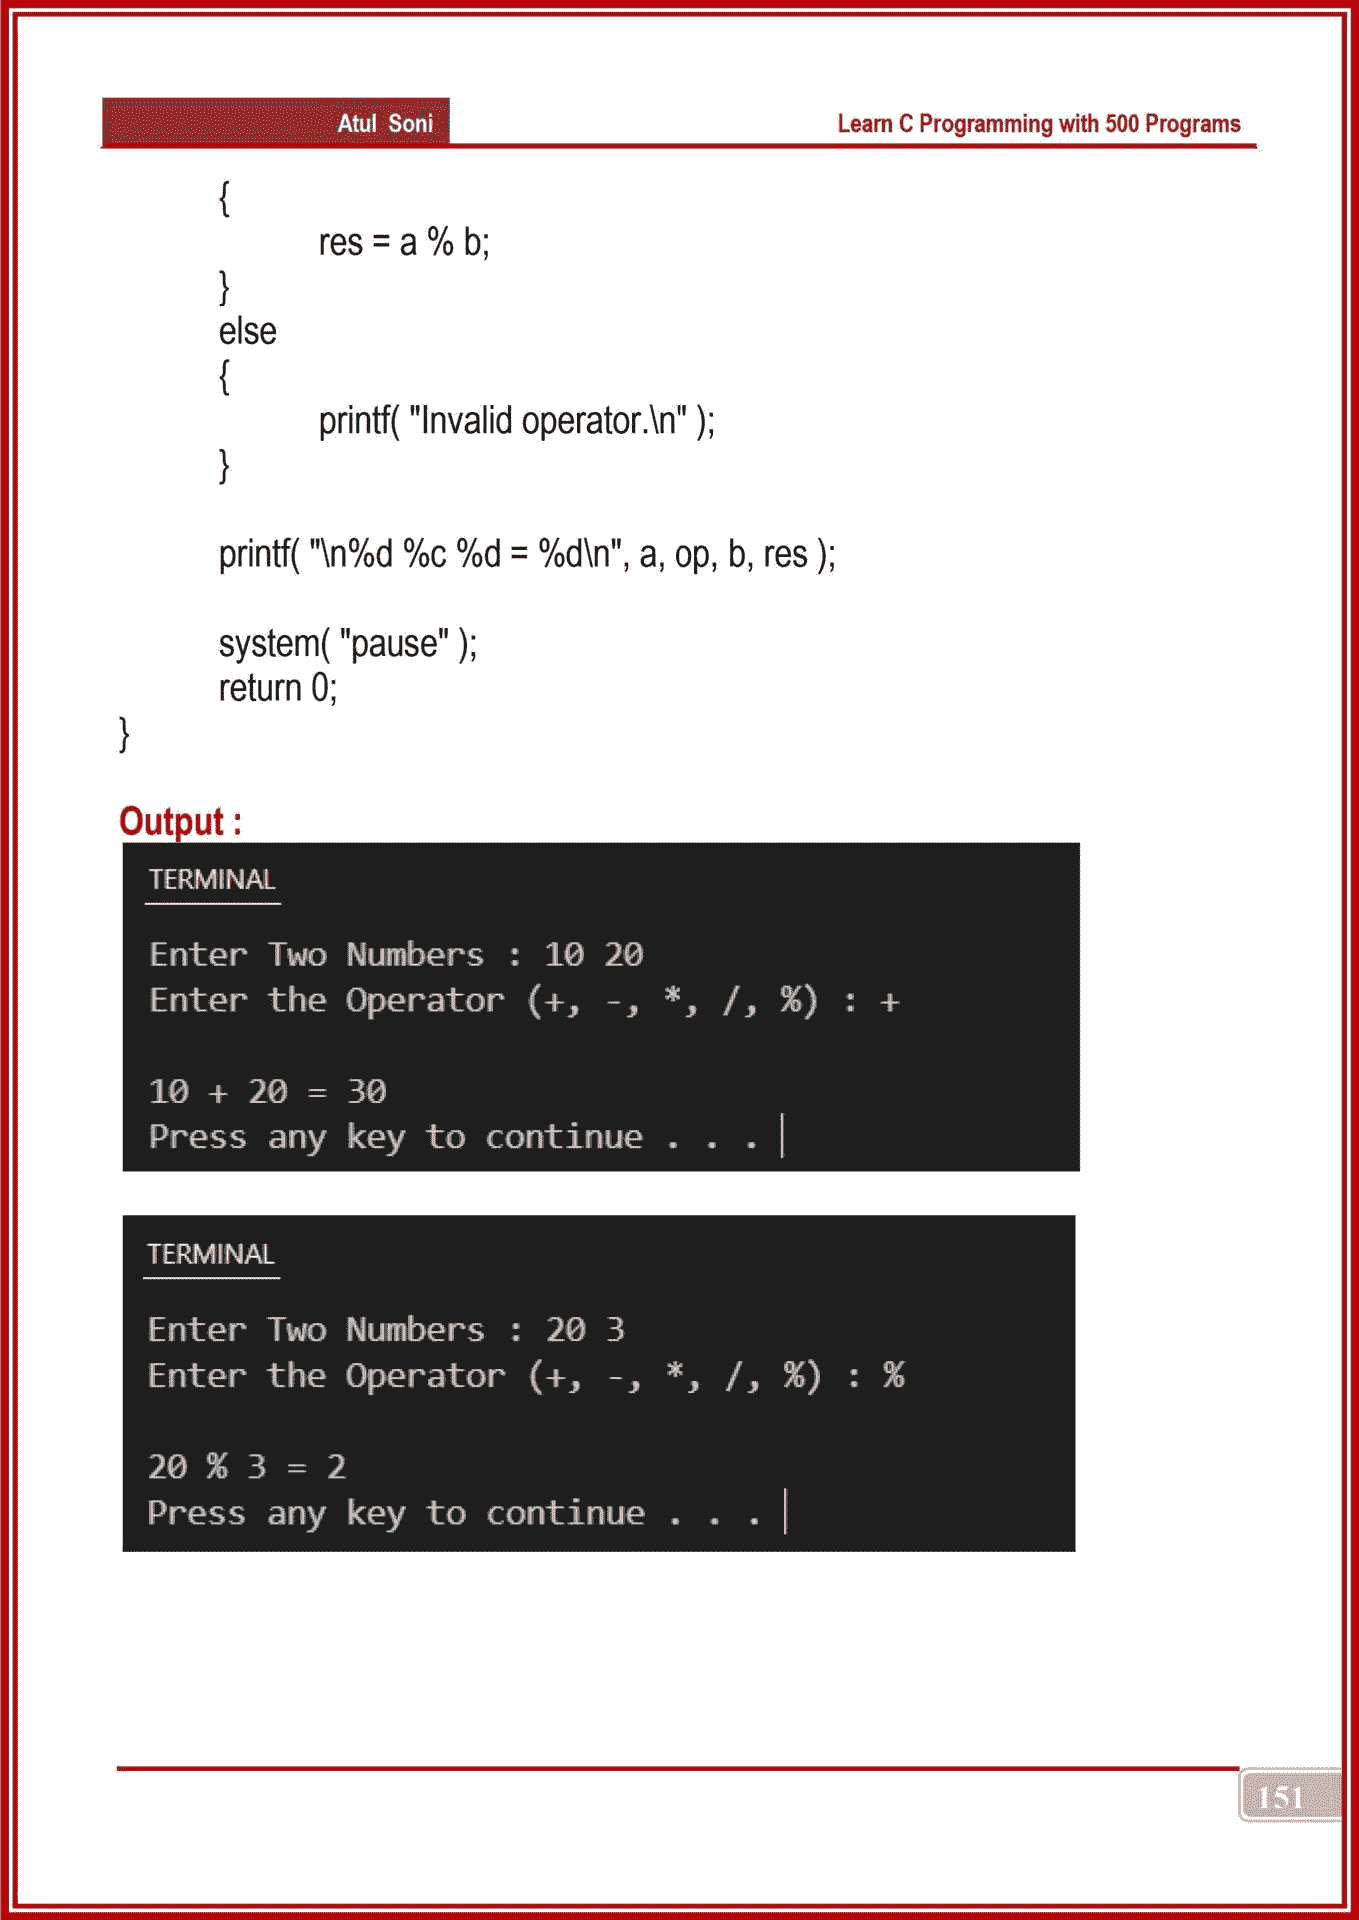 Atul Soni
Learn C Programming with 500 Programs
{
res = a % b;
}
else
{
printf( "Invalid operator.\n" );
}
printf( "\n%d %c %d = %d\n", a, op, b, res );
system( "pause" );
return 0;
}
Output :
TERMINAL
Enter Two Numbers : 10 20
Enter the Operator (+, -, *, /, %) : +
10 + 20 = 30
Press any key to continue . . .
TERMINAL
Enter Two Numbers : 20 3
Enter the Operator (+, -, *, /, %) : %
20 % 3 = 2
Press any key to continue . . .
151